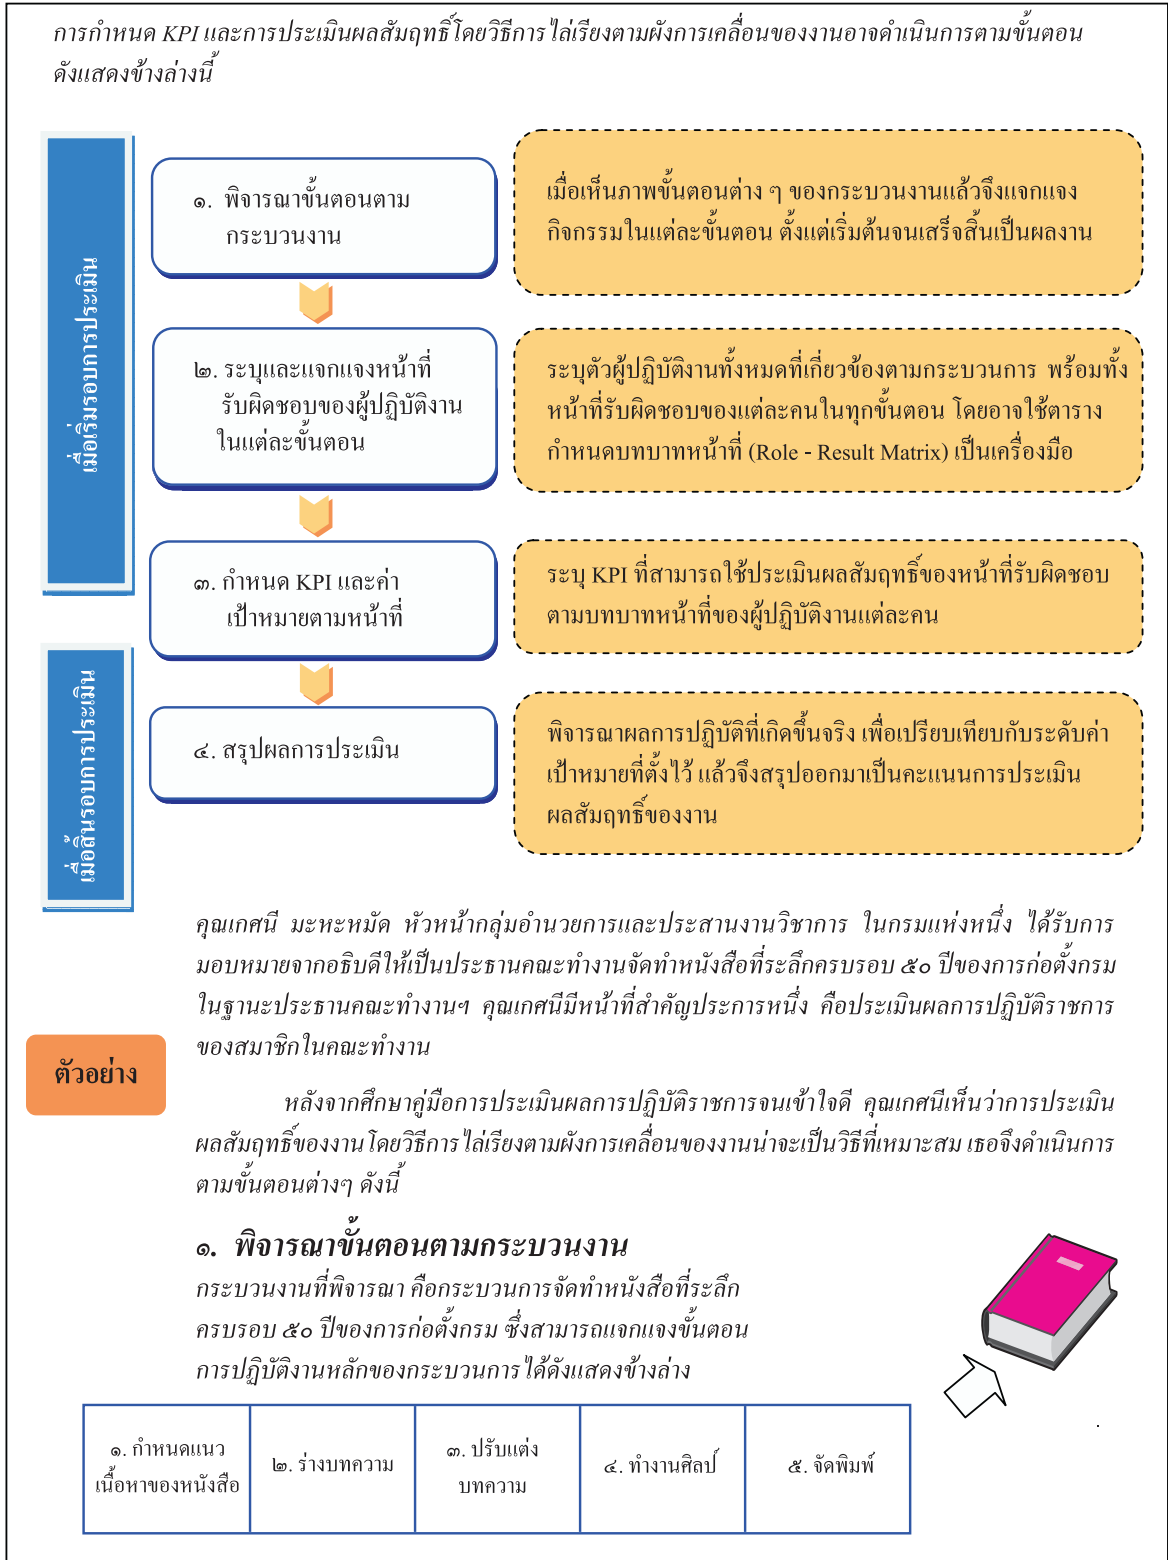 การกำหนด KPI และการประเมินผลสัมฤทธิ์โดยวิธีการไล่เรียงตามผังการเคลื่อนของงานอาจดำเนินการตามขั้นตอน
ดังแสดงข้างล่างนี้
เมื่อเริ่มรอบการประเมิน
๑. พิจารณาขั้นตอนตาม
กระบวนงาน
เมื่อเห็นภาพขั้นตอนต่าง ๆ ของกระบวนงานแล้วจึงแจกแจง
กิจกรรมในแต่ละขั้นตอน ตั้งแต่เริ่มต้นจนเสร็จสิ้นเป็นผลงาน
๒. ระบุและแจกแจงหน้าที่
รับผิดชอบของผู้ปฏิบัติงาน
ในแต่ละขั้นตอน
ระบุตัวผู้ปฏิบัติงานทั้งหมดที่เกี่ยวข้องตามกระบวนการ พร้อมทั้ง
หน้าที่รับผิดชอบของแต่ละคนในทุกขั้นตอน โดยอาจใช้ตาราง
กำหนดบทบาทหน้าที่ (Role - Result Matrix) เป็นเครื่องมือ
๓. กำหนด KPI และค่า
เป้าหมายตามหน้าที่
ระบุ KPI ที่สามารถใช้ประเมินผลสัมฤทธิ์ของหน้าที่รับผิดชอบ
ตามบทบาทหน้าที่ของผู้ปฏิบัติงานแต่ละคน
เมื่อสิ้นรอบการประเมิน
๔. สรุปผลการประเมิน
พิจารณาผลการปฏิบัติที่เกิดขึ้นจริง เพื่อเปรียบเทียบกับระดับค่า
เป้าหมายที่ตั้งไว้ แล้วจึงสรุปออกมาเป็นคะแนนการประเมิน
ผลสัมฤทธิ์ของงาน
คุณเกศนี มะหะหมัด หัวหน้ากลุ่มอำนวยการและประสานงานวิชาการ ในกรมแห่งหนึ่ง ได้รับการ
มอบหมายจากอธิบดีให้เป็นประธานคณะทำงานจัดทำหนังสือที่ระลึกครบรอบ ๕๐ ปีของการก่อตั้งกรม
ในฐานะประธานคณะทำงานฯ คุณเกศนีมีหน้าที่สำคัญประการหนึ่ง คือประเมินผลการปฏิบัติราชการ
ของสมาชิกในคณะทำงาน
ตัวอย่าง
หลังจากศึกษาคู่มือการประเมินผลการปฏิบัติราชการจนเข้าใจดี คุณเกศนีเห็นว่าการประเมิน
ผลสัมฤทธิ์ของงานโดยวิธีการไล่เรียงตามผังการเคลื่อนของงานน่าจะเป็นวิธีที่เหมาะสม เธอจึงดำเนินการ
ตามขั้นตอนต่างๆ ดังนี้
๑. พิจารณาขั้นตอนตามกระบวนงาน
กระบวนงานที่พิจารณา คือกระบวนการจัดทำหนังสือที่ระลึก
ครบรอบ ๕๐ ปีของการก่อตั้งกรม ซึ่งสามารถแจกแจงขั้นตอน
การปฏิบัติงานหลักของกระบวนการได้ดังแสดงข้างล่าง
๑. กำหนดแนว
เนื้อหาของหนังสือ
๒. ร่างบทความ
๓. ปรับแต่ง
บทความ
๔. ทำงานศิลป์
๕. จัดพิมพ์